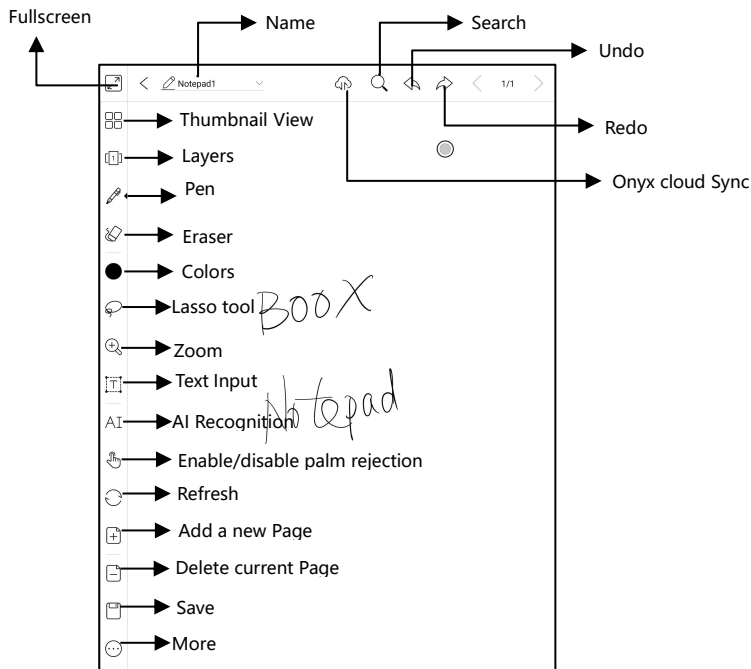 Fullscreen
Name
Search
Undo
Notepad1
1/1
Thumbnail View
Redo
Layers
1
Onyx cloud Sync
Pen
Eraser
Colors
Lasso tool
BOOX
Zoom
T
Text Input
Notepad
AI
AI Recognition
Enable/disable palm rejection
Refresh
Add a new Page
Delete current Page
Save
More